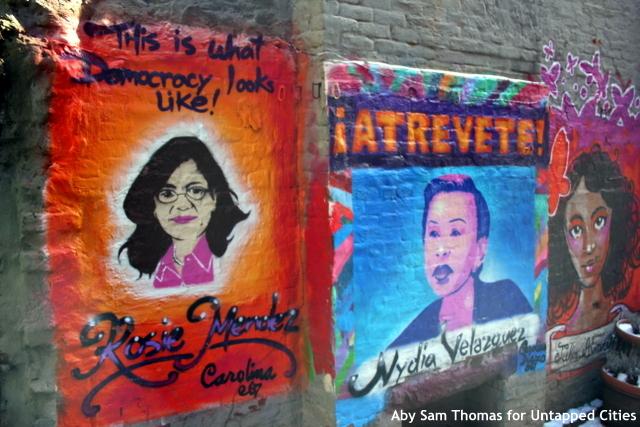 This is what
Democracy looks
Like!
Rosie Mendez
Carolina
¡ATREVETE!
Nydia Velazquez
Aby Sam Thomas for Untapped Cities